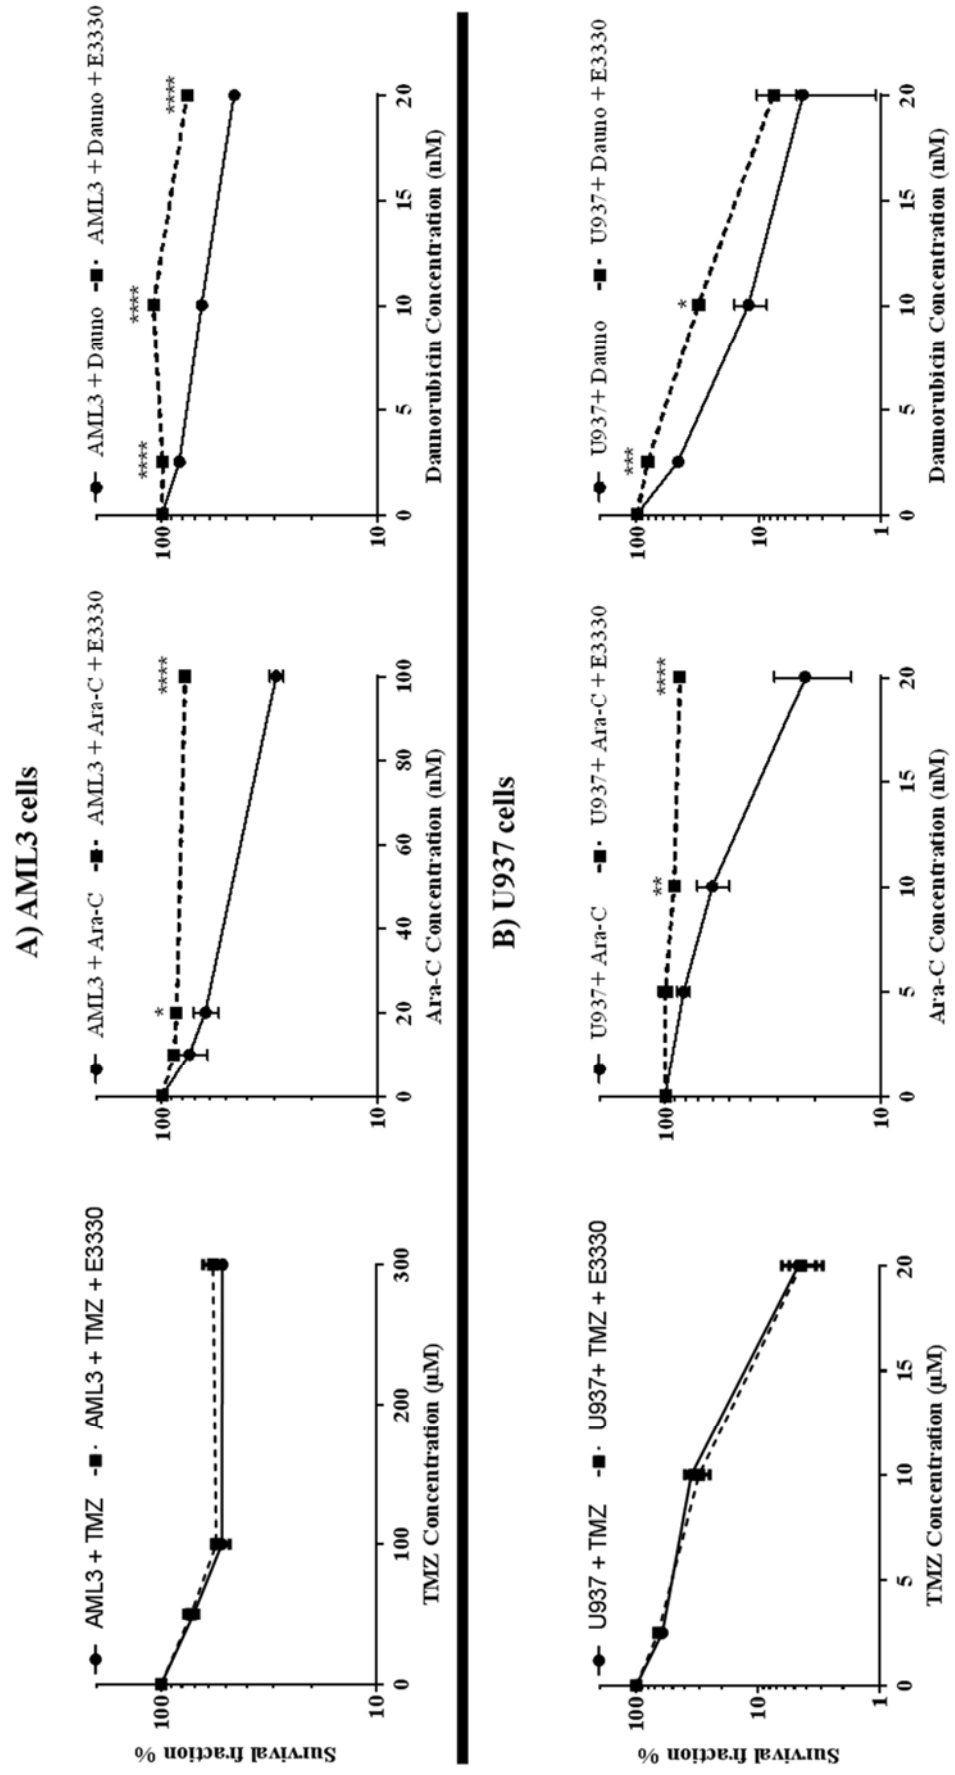 A) AML3 cells
AML3 + TMZ
AML3 + TMZ + E3330
Survival fraction %
100
10
0
100
200
300
TMZ Concentration (µM)
AML3 + Ara-C
AML3 + Ara-C + E3330
*
****
100
10
0
20
40
60
80
100
Ara-C Concentration (nM)
AML3 + Dauno
AML3 + Dauno + E3330
****
****
****
100
10
0
5
10
15
20
Daunorubicin Concentration (nM)
B) U937 cells
U937 + TMZ
U937+ TMZ + E3330
Survival fraction %
100
10
1
0
5
10
15
20
TMZ Concentration (µM)
U937+ Ara-C
U937+ Ara-C + E3330
**
****
100
10
0
5
10
15
20
Ara-C Concentration (nM)
U937+ Dauno
U937+ Dauno + E3330
***
*
100
10
1
0
5
10
15
20
Daunorubicin Concentration (nM)